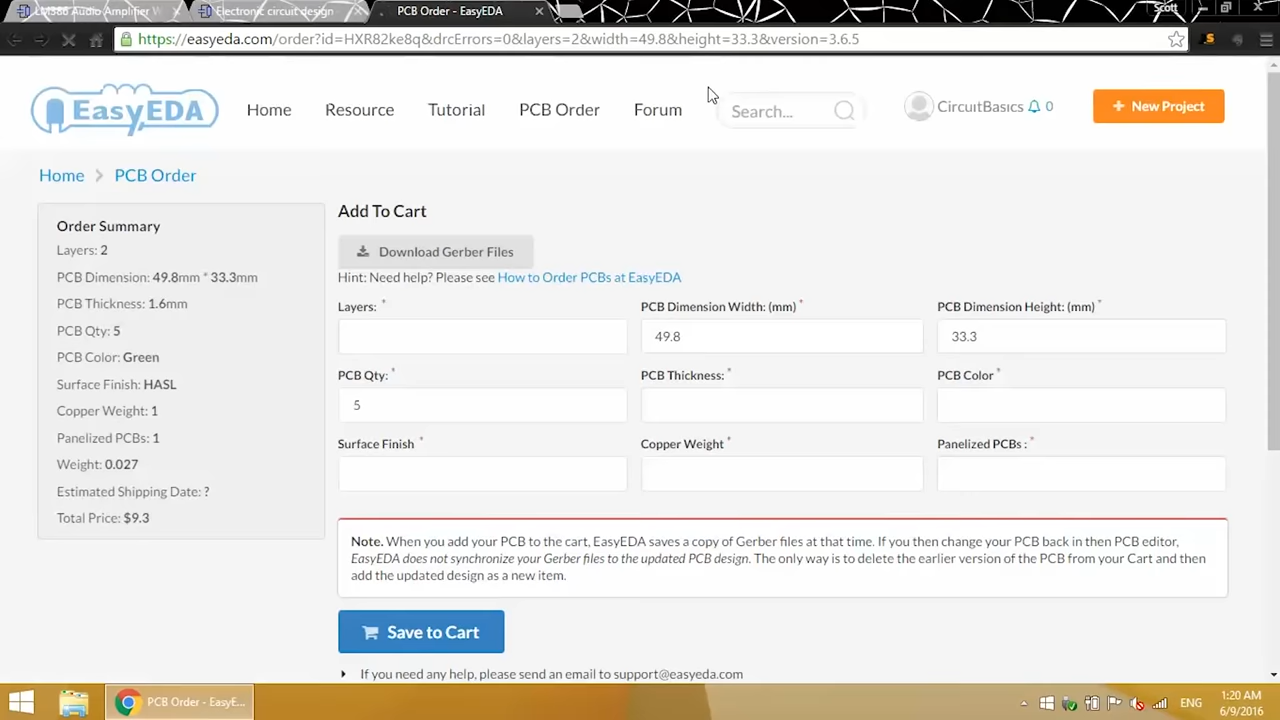 LM386 Audio Amplifier
Electronic circuit design
PCB Order - EasyEDA
Scott
https://easyeda.com/order?id=HXR82ke8q&drcErrors=0&layers=2&width=49.8&height=33.3&version=3.6.5
EasyEDA
Home
Resource
Tutorial
PCB Order
Forum
Search...
CircuitBasics
0
+ New Project
Home > PCB Order
Order Summary
Layers: 2
PCB Dimension: 49.8mm * 33.3mm
PCB Thickness: 1.6mm
PCB Qty: 5
PCB Color: Green
Surface Finish: HASL
Copper Weight: 1
Panelized PCBs: 1
Weight: 0.027
Estimated Shipping Date: ?
Total Price: $9.3
Add To Cart
Download Gerber Files
Hint: Need help? Please see How to Order PCBs at EasyEDA
Layers: *
PCB Dimension Width: (mm) *
PCB Dimension Height: (mm) *
49.8
33.3
PCB Qty: *
PCB Thickness: *
PCB Color *
5
Surface Finish *
Copper Weight *
Panelized PCBs : *
Note. When you add your PCB to the cart, EasyEDA saves a copy of Gerber files at that time. If you then change your PCB back in then PCB editor,
EasyEDA does not synchronize your Gerber files to the updated PCB design. The only way is to delete the earlier version of the PCB from your Cart and then
add the updated design as a new item.
Save to Cart
If you need any help, please send an email to support@easyeda.com
PCB Order - EasyE...
ENG
1:20 AM
6/9/2016